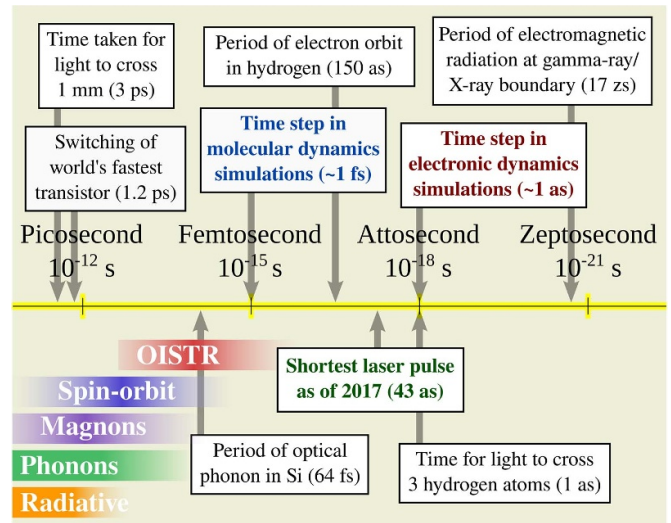 Time taken for
light to cross
1 mm (3 ps)
Period of electron orbit
in hydrogen (150 as)
Period of electromagnetic
radiation at gamma-ray/
X-ray boundary (17 zs)
Switching of
world's fastest
transistor (1.2 ps)
Time step in
molecular dynamics
simulations (~1 fs)
Time step in
electronic dynamics
simulations (~1 as)
Picosecond
10⁻¹² s
Femtosecond
10⁻¹⁵ s
Attosecond
10⁻¹⁸ s
Zeptosecond
10⁻²¹ s
OISTR
Spin-orbit
Magnons
Phonons
Radiative
Shortest laser pulse
as of 2017 (43 as)
Period of optical
phonon in Si (64 fs)
Time for light to cross
3 hydrogen atoms (1 as)